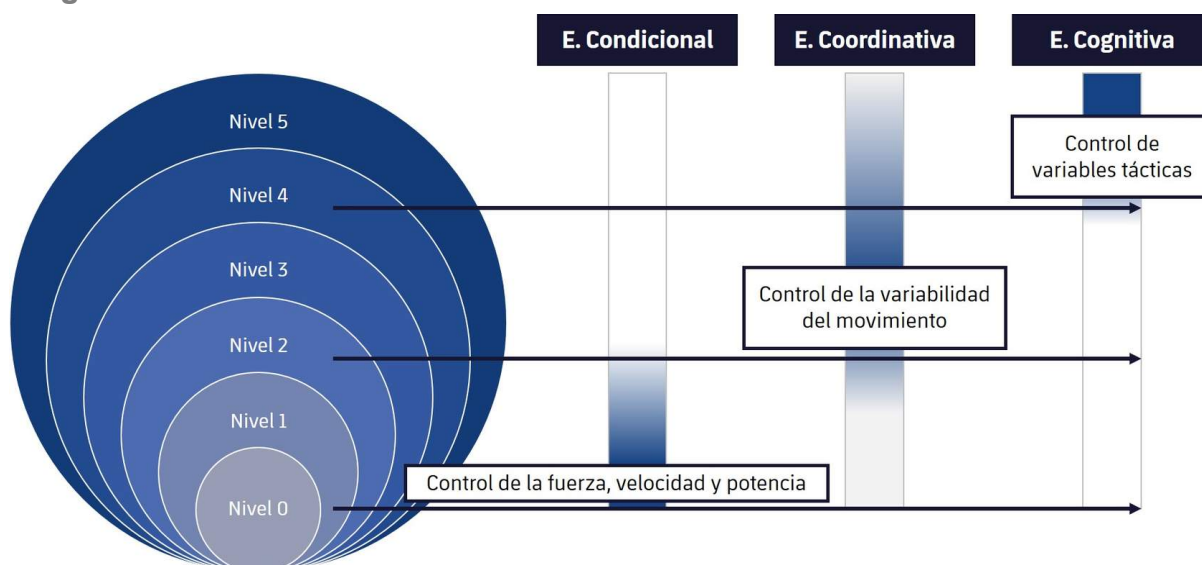 E. Condicional
E. Coordinativa
E. Cognitiva
Nivel 5
Control de
variables tácticas
Nivel 4
Nivel 3
Control de la variabilidad
del movimiento
Nivel 2
Nivel 1
Control de la fuerza, velocidad y potencia
Nivel 0